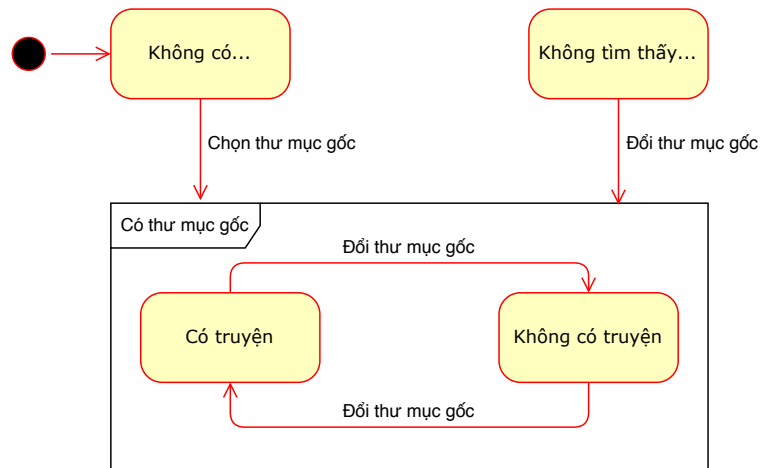 Không có...
Không tìm thấy...
Chọn thư mục gốc
Đổi thư mục gốc
Có thư mục gốc
Đổi thư mục gốc
Có truyện
Không có truyện
Đổi thư mục gốc